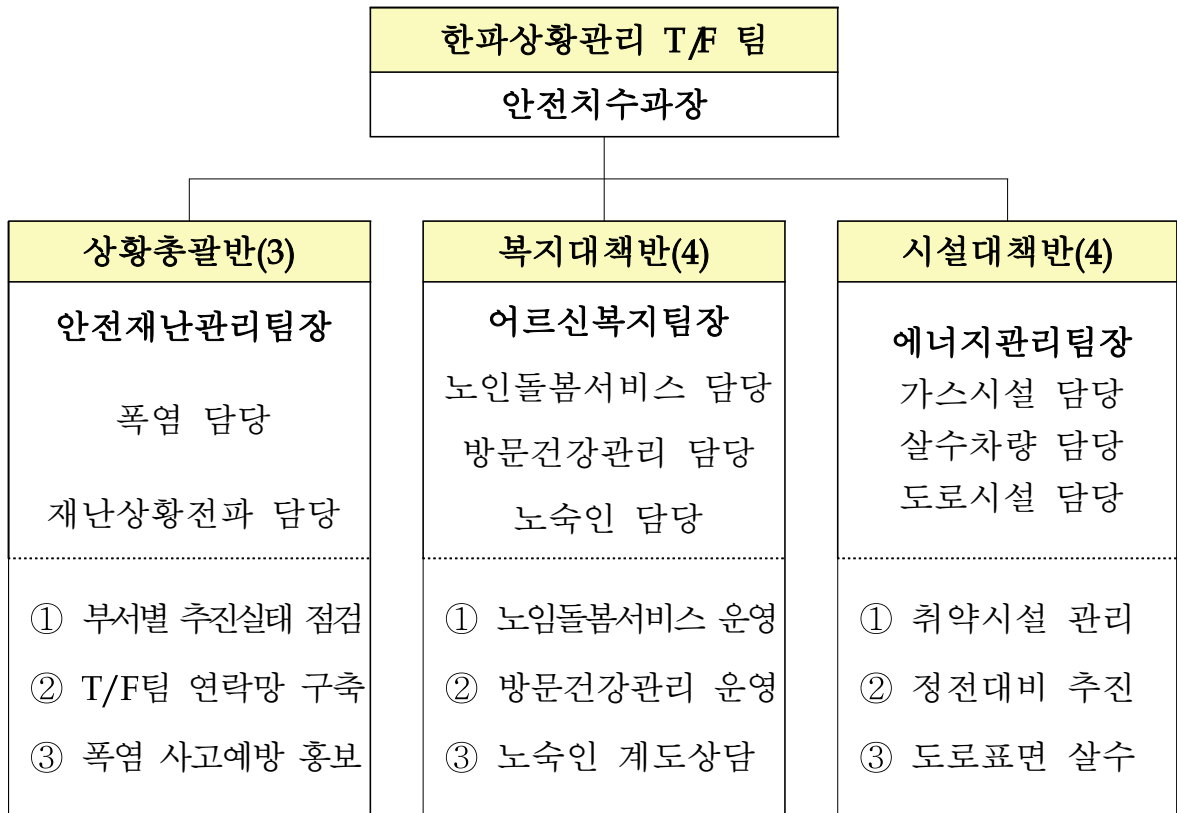 한파상황관리 T/F 팀
안전치수과장
상황총괄반(3)
안전재난관리팀장
폭염 담당
재난상황전파 담당
① 부서별 추진실태 점검
② T/F팀 연락망 구축
③ 폭염 사고예방 홍보
복지대책반(4)
어르신복지팀장
노인돌봄서비스 담당
방문건강관리 담당
노숙인 담당
① 노임돌봄서비스 운영
② 방문건강관리 운영
③ 노숙인 계도상담
시설대책반(4)
에너지관리팀장
가스시설 담당
살수차량 담당
도로시설 담당
① 취약시설 관리
② 정전대비 추진
③ 도로표면 살수